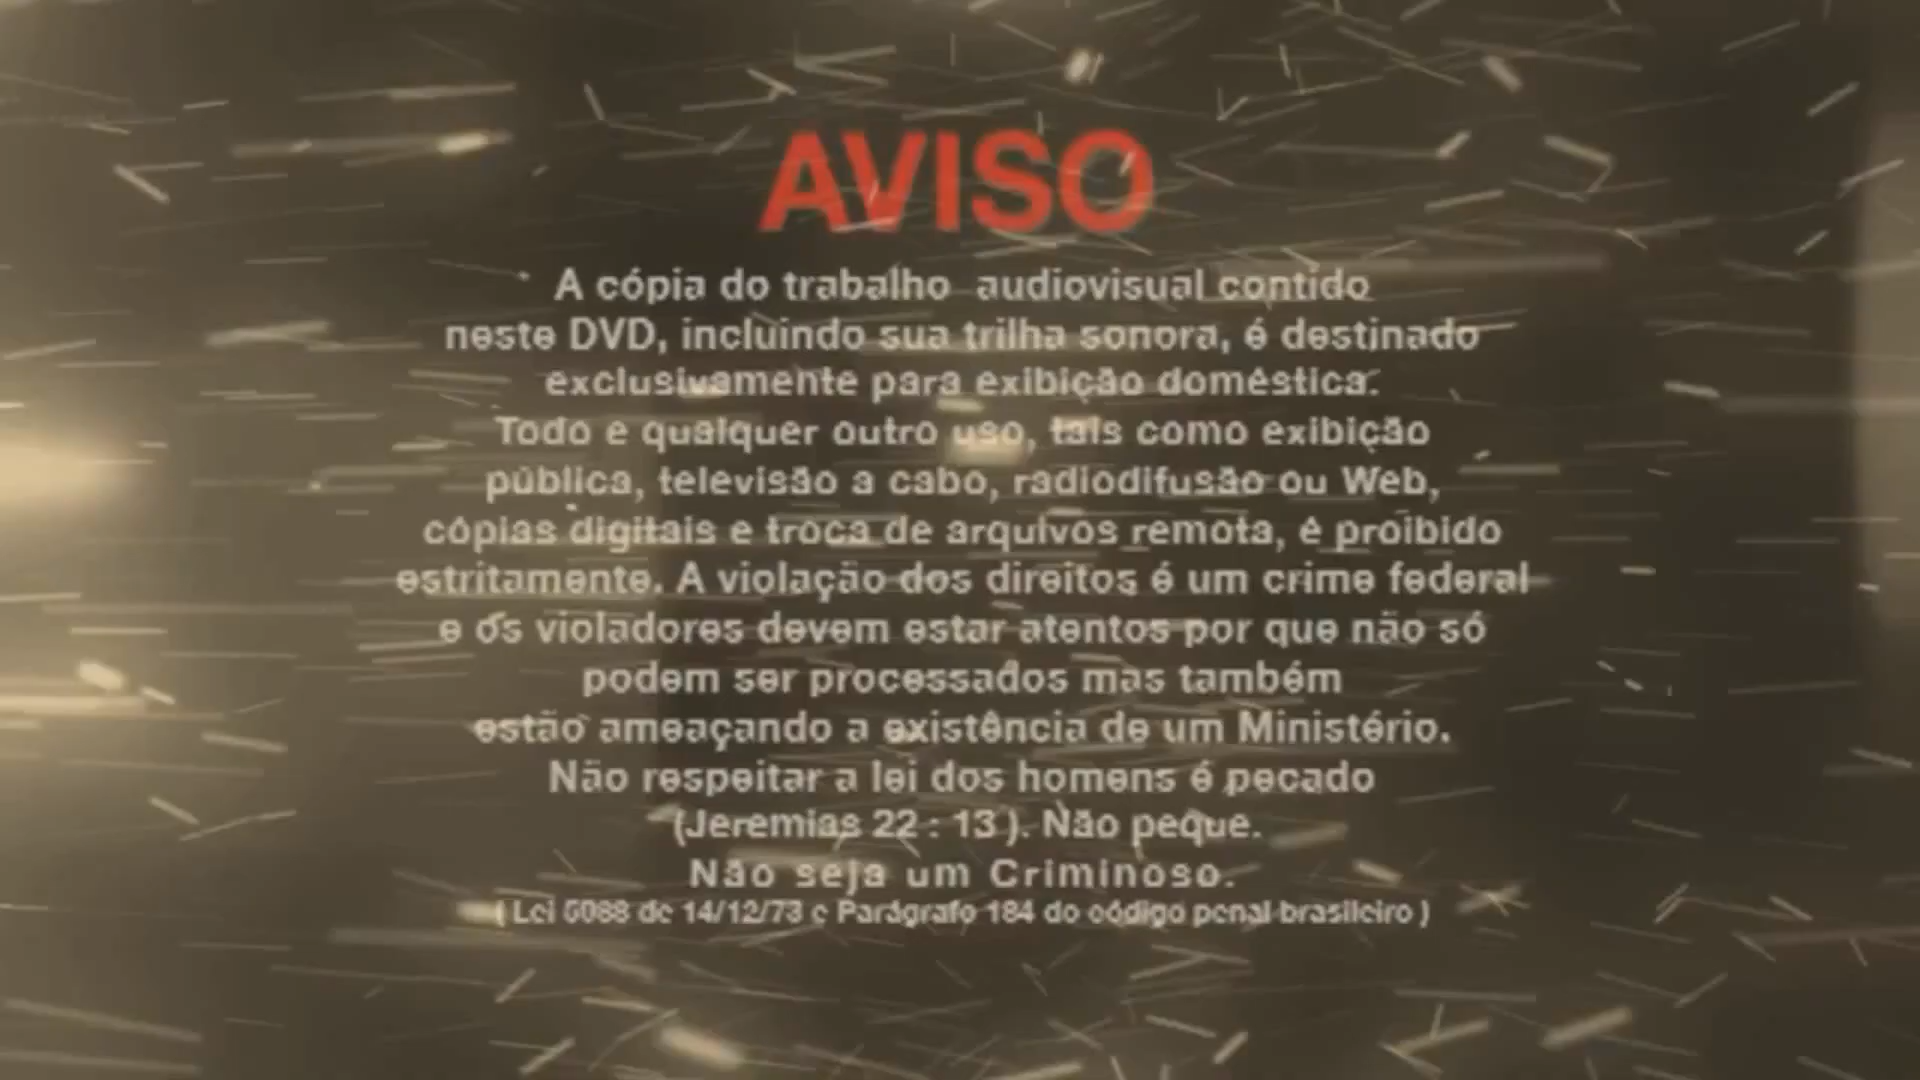 AVISO
A cópia do trabalho audiovisual contido
neste DVD, incluindo sua trilha sonora, é destinado
exclusivamente para exibição doméstica.
Todo e qualquer outro uso, tais como exibição
pública, televisão a cabo, radiodifusão ou Web,
cópias digitais e troca de arquivos remota, é proibido
estritamente. A violação dos direitos é um crime federal
e os violadores devem estar atentos por que não só
podem ser processados mas também
estão ameaçando a existência de um Ministério.
Não respeitar a lei dos homens é pecado
(Jeremias 22 : 13 ). Não peque.
Não seja um Criminoso.
( Lei 6088 de 14/12/73 e Parágrafo 184 do código penal brasileiro )